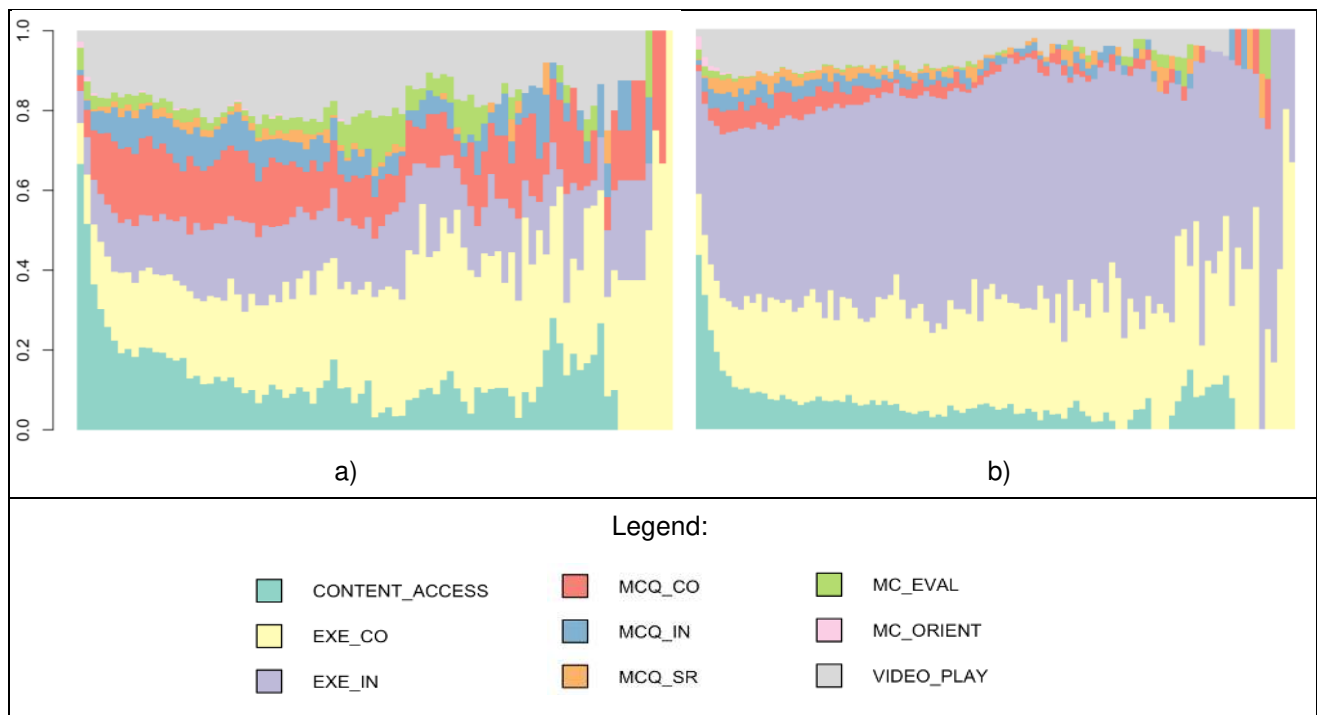 1.0
0.8
0.6
0.4
0.2
0.0
a)
b)
Legend:
CONTENT_ACCESS
EXE_CO
EXE_IN
MCQ_CO
MCQ_IN
MCQ_SR
MC_EVAL
MC_ORIENT
VIDEO_PLAY